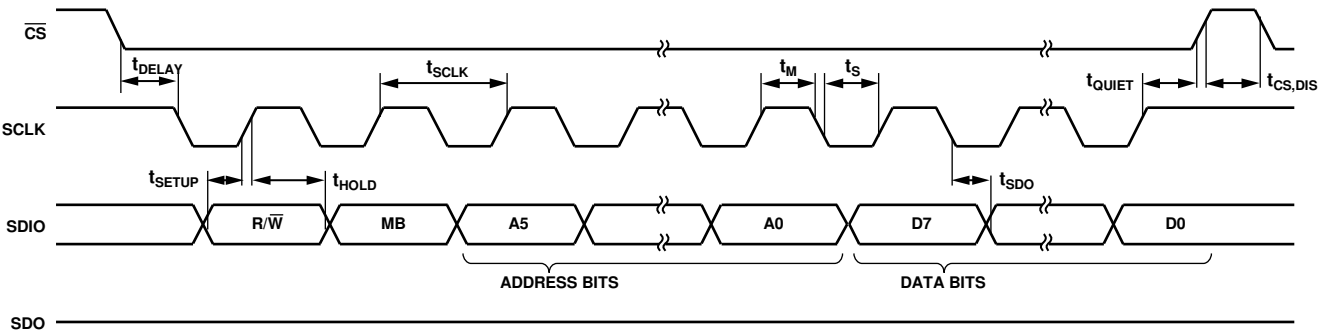 CS
tDELAY
tSCLK
tM
tS
tQUIET
tCS,DIS
SCLK
tSETUP
tHOLD
tSDO
SDIO
R/W
MB
A5
A0
D7
D0
ADDRESS BITS
DATA BITS
SDO